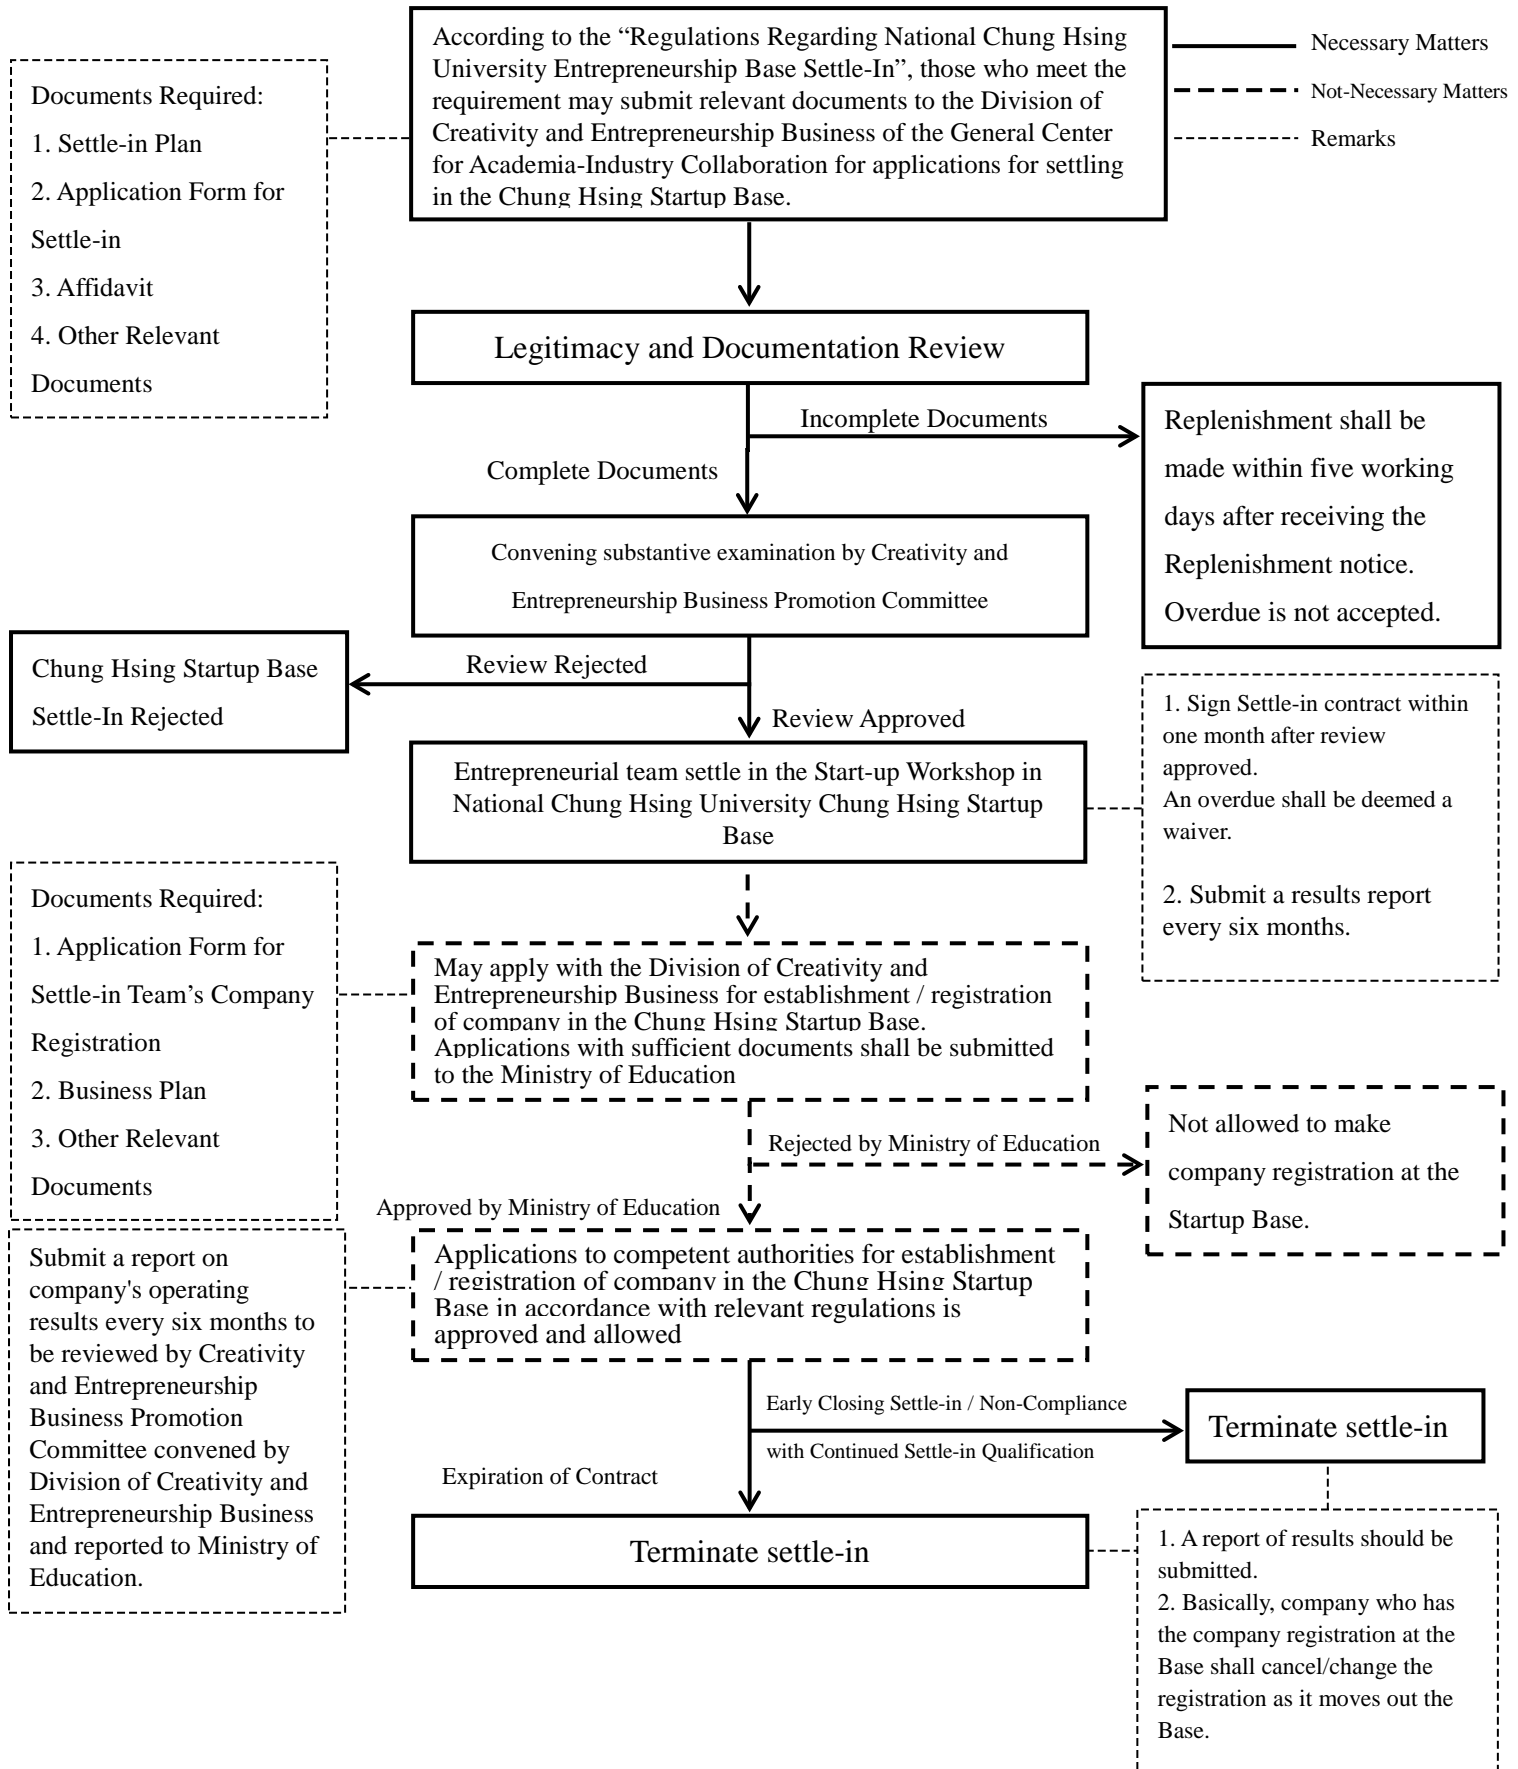 According to the “Regulations Regarding National Chung Hsing
University Entrepreneurship Base Settle-In”, those who meet the
requirement may submit relevant documents to the Division of
Creativity and Entrepreneurship Business of the General Center
for Academia-Industry Collaboration for applications for settling
in the Chung Hsing Startup Base.
Necessary Matters
Not-Necessary Matters
Remarks
Documents Required:
1. Settle-in Plan
2. Application Form for
Settle-in
3. Affidavit
4. Other Relevant
Documents
Legitimacy and Documentation Review
Incomplete Documents
Complete Documents
Replenishment shall be
made within five working
days after receiving the
Replenishment notice.
Overdue is not accepted.
Convening substantive examination by Creativity and
Entrepreneurship Business Promotion Committee
Review Rejected
Chung Hsing Startup Base
Settle-In Rejected
Review Approved
Entrepreneurial team settle in the Start-up Workshop in
National Chung Hsing University Chung Hsing Startup
Base
1. Sign Settle-in contract within
one month after review
approved.
An overdue shall be deemed a
waiver.
2. Submit a results report
every six months.
Documents Required:
1. Application Form for
Settle-in Team’s Company
Registration
2. Business Plan
3. Other Relevant
Documents
May apply with the Division of Creativity and
Entrepreneurship Business for establishment / registration
of company in the Chung Hsing Startup Base.
Applications with sufficient documents shall be submitted
to the Ministry of Education
Rejected by Ministry of Education
Not allowed to make
company registration at the
Startup Base.
Approved by Ministry of Education
Applications to competent authorities for establishment
/ registration of company in the Chung Hsing Startup
Base in accordance with relevant regulations is
approved and allowed
Submit a report on
company's operating
results every six months to
be reviewed by Creativity
and Entrepreneurship
Business Promotion
Committee convened by
Division of Creativity and
Entrepreneurship Business
and reported to Ministry of
Education.
Early Closing Settle-in / Non-Compliance
with Continued Settle-in Qualification
Terminate settle-in
Expiration of Contract
Terminate settle-in
1. A report of results should be
submitted.
2. Basically, company who has
the company registration at the
Base shall cancel/change the
registration as it moves out the
Base.